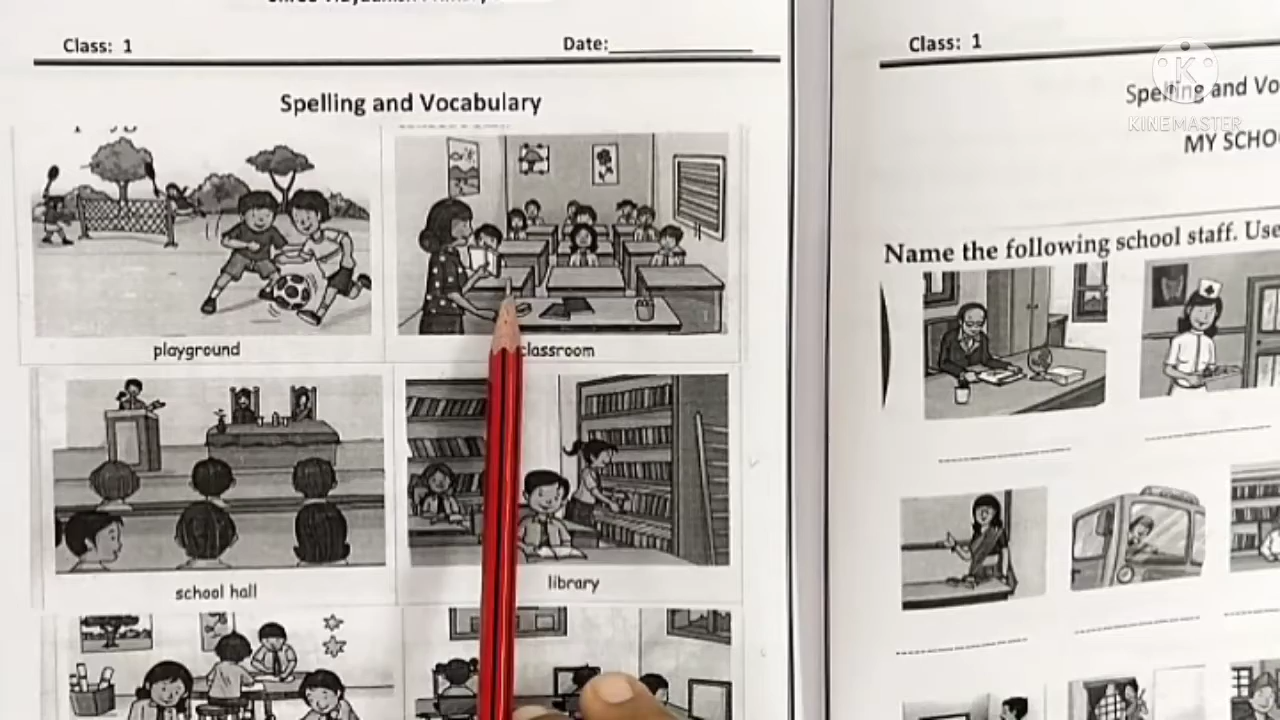 Class: 1
Date:
Spelling and Vocabulary
playground
classroom
school hall
library
Class: 1
Spelling and Vo
MY SCHO
Name the following school staff. Use
KINEMASTER